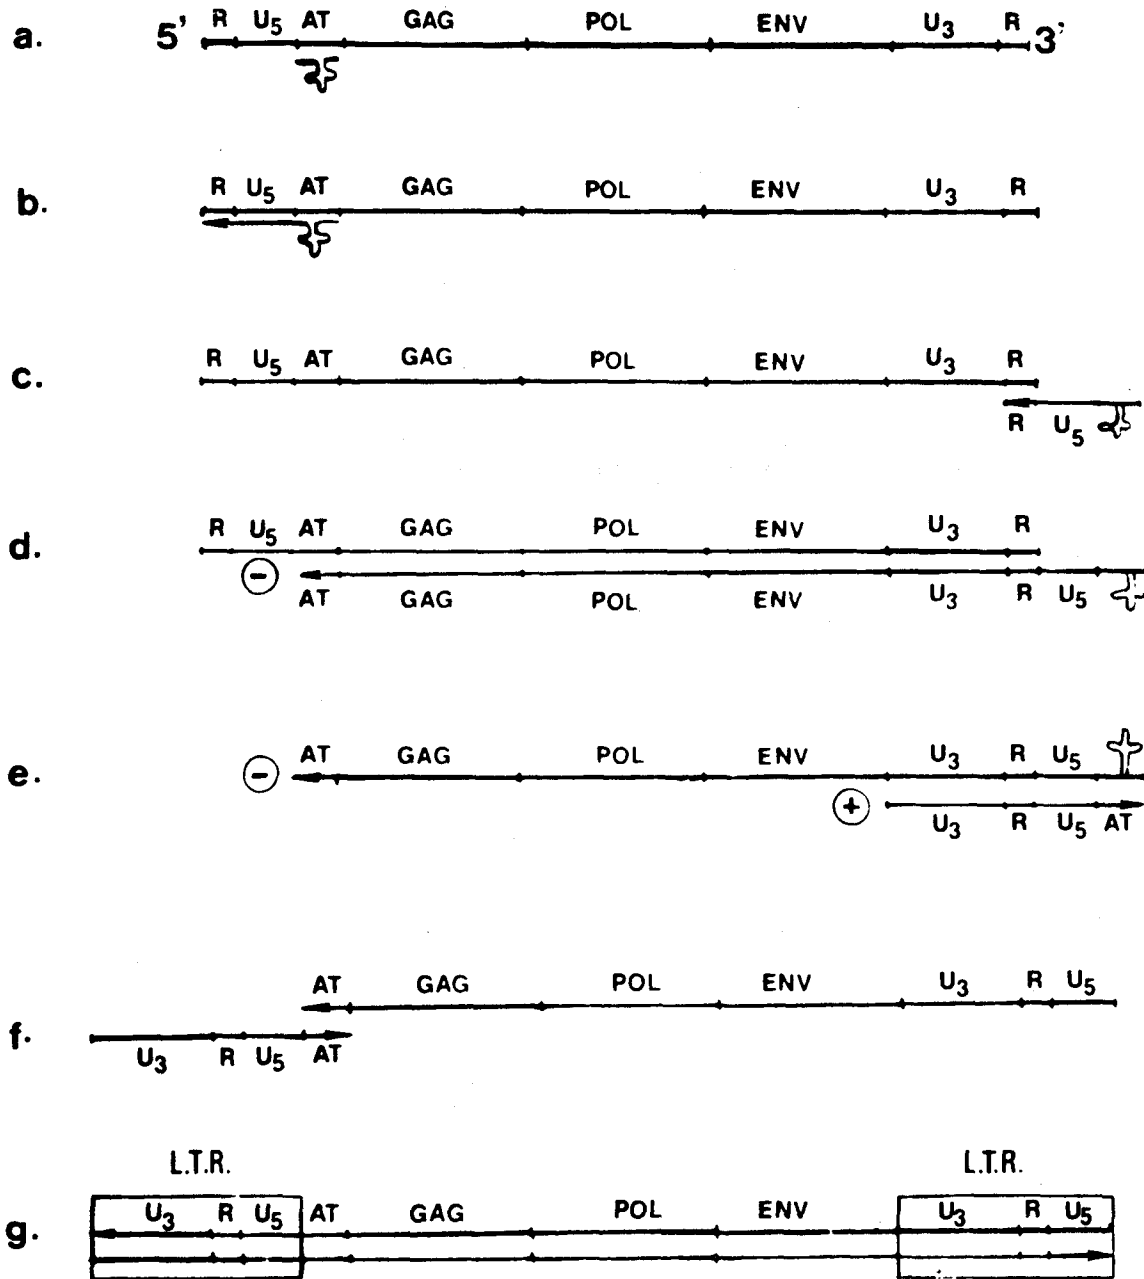 R U5 AT GAG POL ENV U3 R
a. 5' 3'
R U5 AT GAG POL ENV U3 R
b.
R U5 AT GAG POL ENV U3 R
c.
R U5
R U5 AT GAG POL ENV U3 R
d.
−
AT GAG POL ENV U3 R U5
AT GAG POL ENV U3 R U5
e. −
+
U3 R U5 AT
AT GAG POL ENV U3 R U5
f.
U3 R U5 AT
L.T.R. L.T.R.
U3 R U5 AT GAG POL ENV U3 R U5
g.